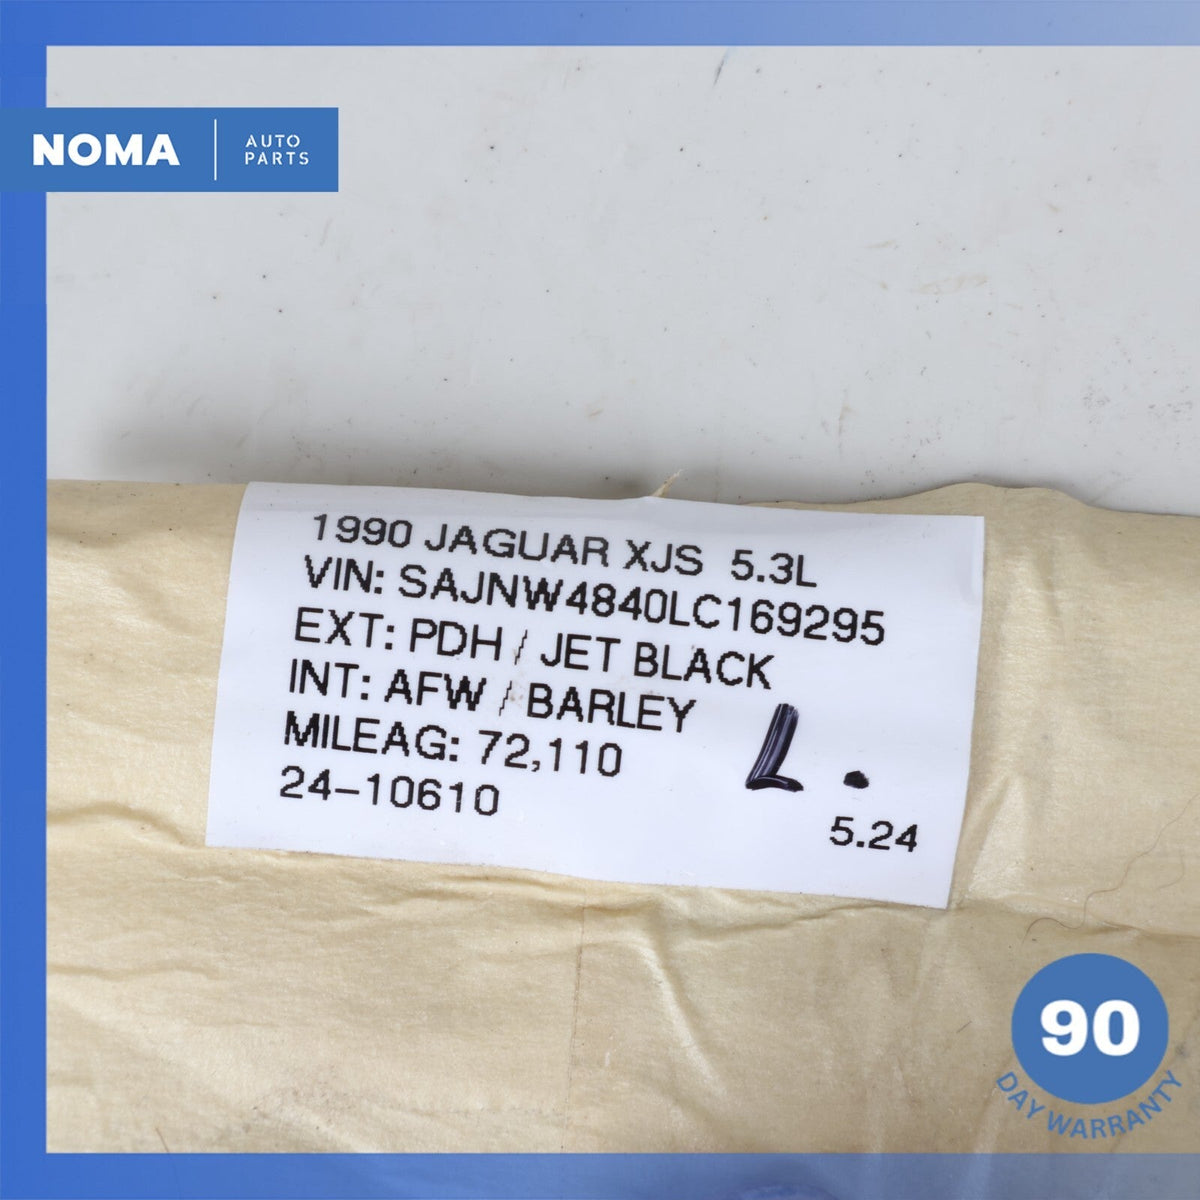 NOMA
AUTO
PARTS
1990 JAGUAR XJS 5.3L
VIN: SAJNW4840LC169295
EXT: PDH / JET BLACK
INT: AFW / BARLEY
MILEAG: 72,110
24-10610
L.
5.24
90
DAY WARRANTY